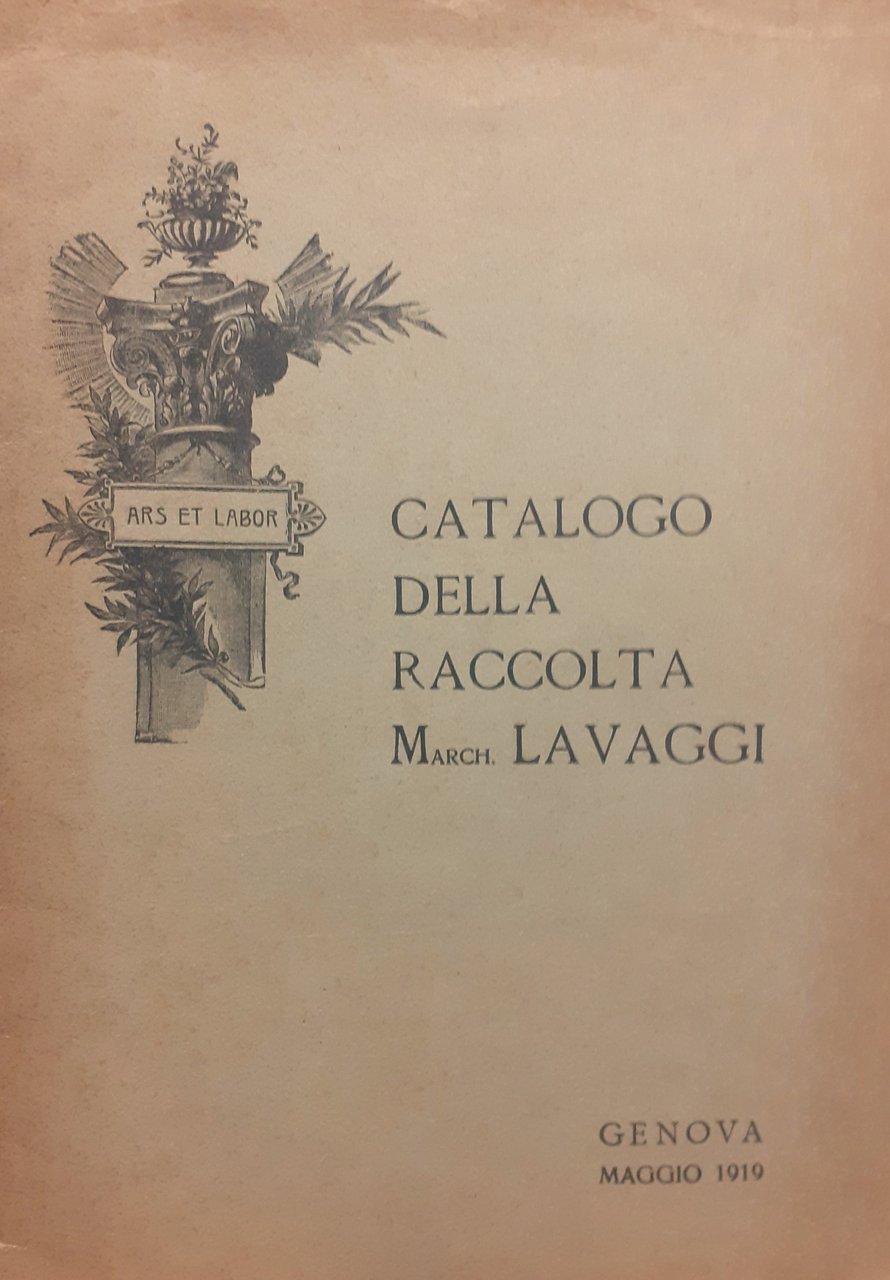 ARS ET LABOR
CATALOGO
DELLA
RACCOLTA
MARCH. LAVAGGI
GENOVA
MAGGIO 1919